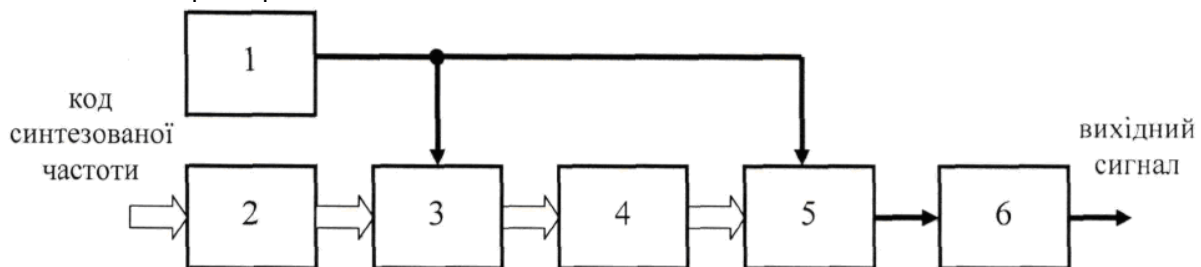 1
код
синтезованої
частоти
2
3
4
5
6
вихідний
сигнал